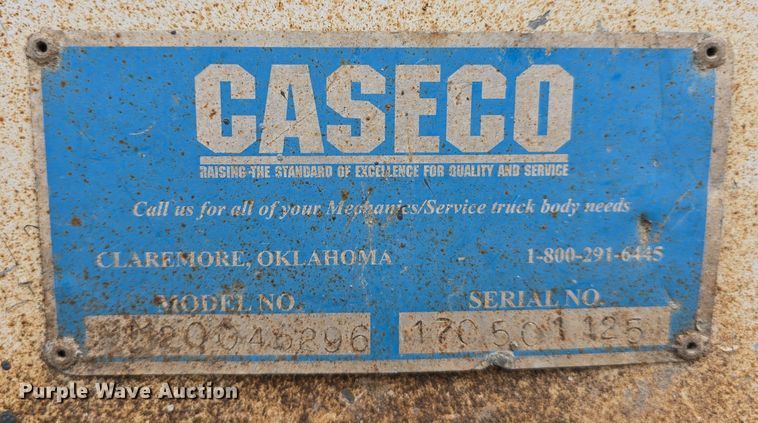 CASECO
RAISING THE STANDARD OF EXCELLENCE FOR QUALITY AND SERVICE
Call us for all of your Mechanics/Service truck body needs
CLAREMORE, OKLAHOMA - 1-800-291-6445
MODEL NO. SERIAL NO.
170501125
Purple Wave Auction